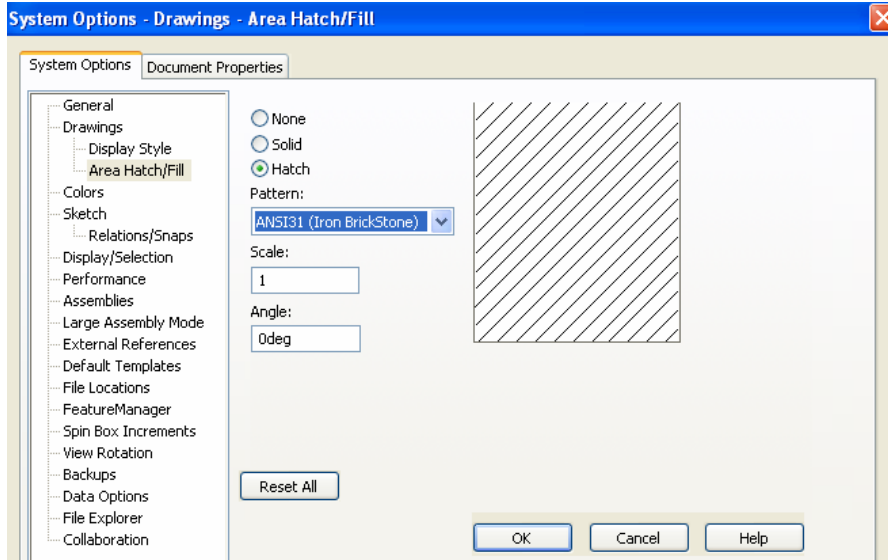 System Options - Drawings - Area Hatch/Fill
System Options
Document Properties
General
Drawings
Display Style
Area Hatch/Fill
Colors
Sketch
Relations/Snaps
Display/Selection
Performance
Assemblies
Large Assembly Mode
External References
Default Templates
File Locations
FeatureManager
Spin Box Increments
View Rotation
Backups
Data Options
File Explorer
Collaboration
None
Solid
Hatch
Pattern:
ANSI31 (Iron BrickStone)
Scale:
1
Angle:
0deg
Reset All
OK
Cancel
Help